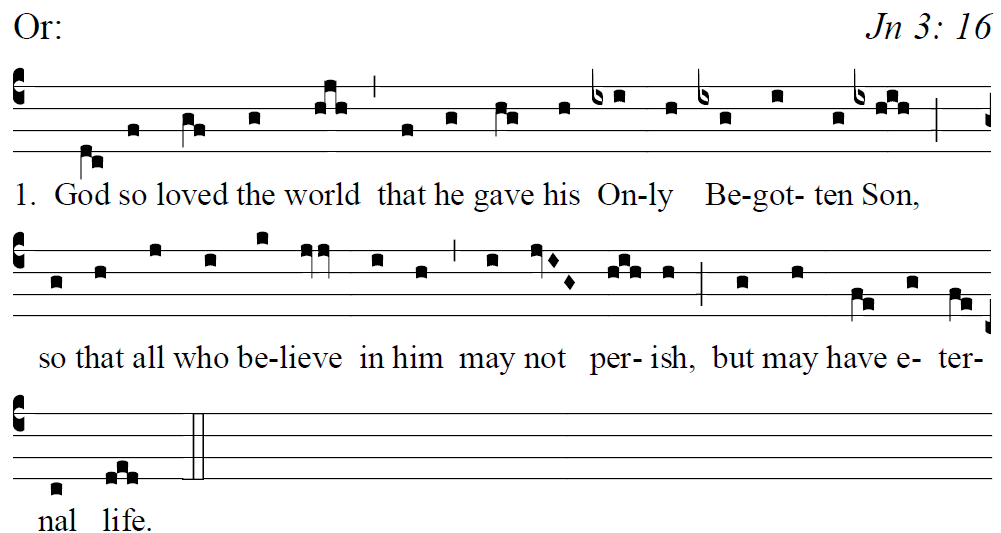 Or: Jn 3: 16
1. God so loved the world that he gave his On-ly Be-got- ten Son,
so that all who be-lieve in him may not per- ish, but may have e- ter-
nal life.